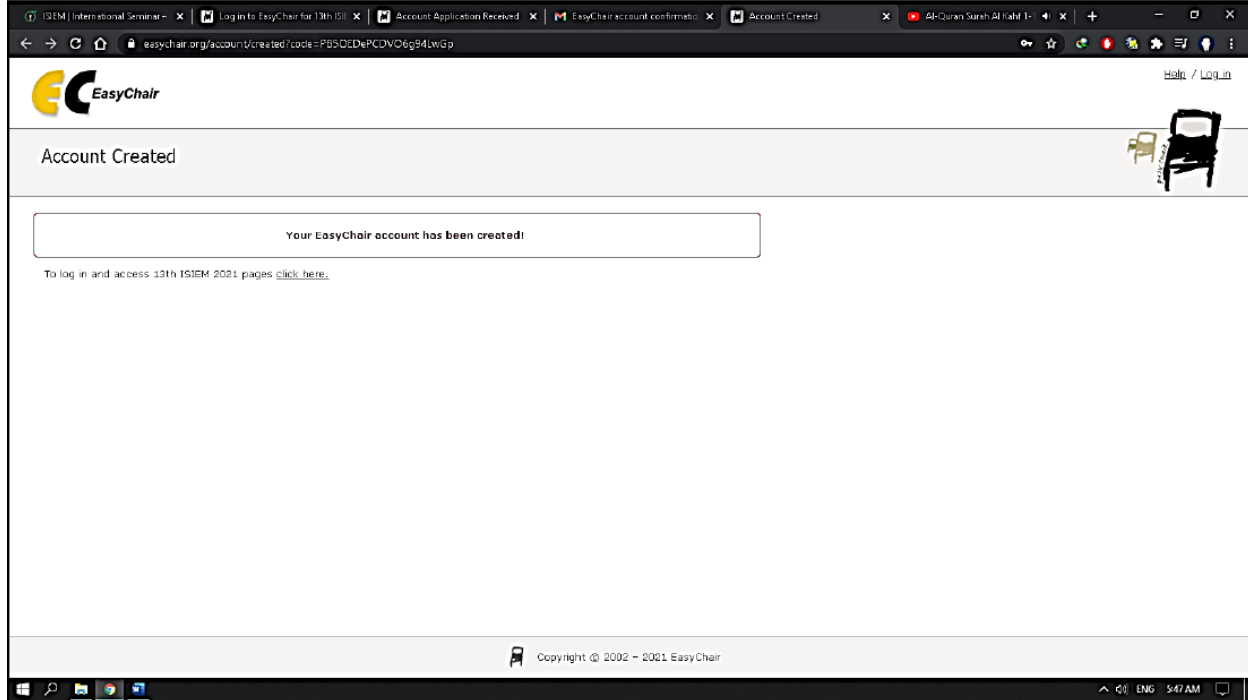 ISIEM | International Seminar –
Log in to EasyChair for 13th ISI
Account Application Received
EasyChair account confirmatio
Account Created
Al-Quran Surah Al Kahf 1-
easychair.org/account/created?code=PB5OEDePCDVO6g94LwGp
EasyChair
Help / Log in
Account Created
Your EasyChair account has been created!
To log in and access 13th ISIEM 2021 pages click here.
Copyright © 2002 – 2021 EasyChair
ENG 5:47 AM